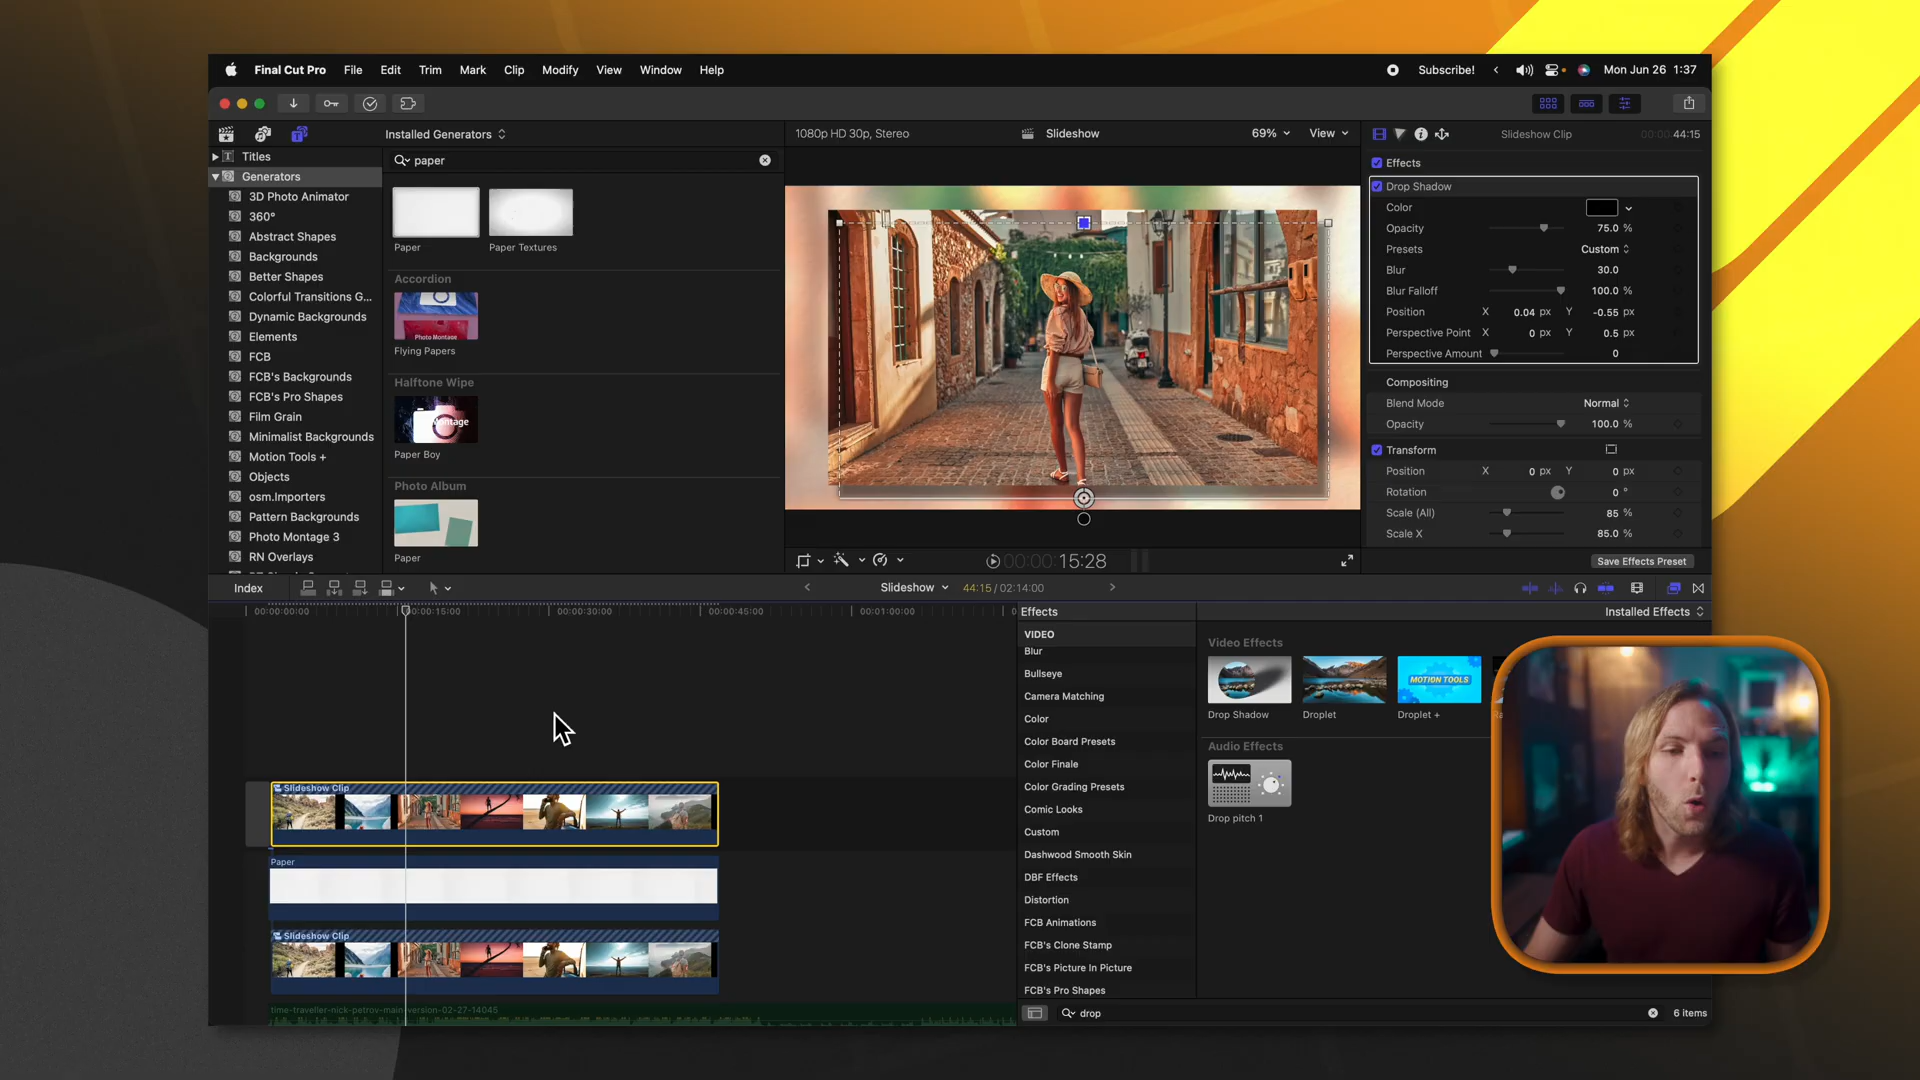 Final Cut Pro File Edit Trim Mark Clip Modify View Window Help
Subscribe! Mon Jun 26 1:37
Installed Generators
1080p HD 30p, Stereo
Slideshow
69% View
Slideshow Clip
44:15
Titles
Generators
3D Photo Animator
360°
Abstract Shapes
Backgrounds
Better Shapes
Colorful Transitions G...
Dynamic Backgrounds
Elements
FCB
FCB's Backgrounds
FCB's Pro Shapes
Film Grain
Minimalist Backgrounds
Motion Tools +
Objects
osm.Importers
Pattern Backgrounds
Photo Montage 3
RN Overlays
paper
Paper
Paper Textures
Accordion
Photo Montage
Flying Papers
Halftone Wipe
Paper Boy
Photo Album
Paper
Effects
Drop Shadow
Color
Opacity 75.0 %
Presets Custom
Blur 30.0
Blur Falloff 100.0 %
Position X 0.04 px Y -0.55 px
Perspective Point X 0 px Y 0.5 px
Perspective Amount 0
Compositing
Blend Mode Normal
Opacity 100.0 %
Transform
Position X 0 px Y 0 px
Rotation 0 °
Scale (All) 85 %
Scale X 85.0 %
Save Effects Preset
00:00:15:28
Index
Slideshow 44:15 / 02:14:00
00:00:00:00
00:00:15:00
00:00:30:00
00:00:45:00
00:01:00:00
Slideshow Clip
Paper
Slideshow Clip
time-traveller-nick-petrov-main-version-02-27-14045
Effects
Installed Effects
VIDEO
Blur
Bullseye
Camera Matching
Color
Color Board Presets
Color Finale
Color Grading Presets
Comic Looks
Custom
Dashwood Smooth Skin
DBF Effects
Distortion
FCB Animations
FCB's Clone Stamp
FCB's Picture In Picture
FCB's Pro Shapes
Video Effects
MOTION TOOLS
Drop Shadow
Droplet
Droplet +
Audio Effects
Drop pitch 1
drop
6 items